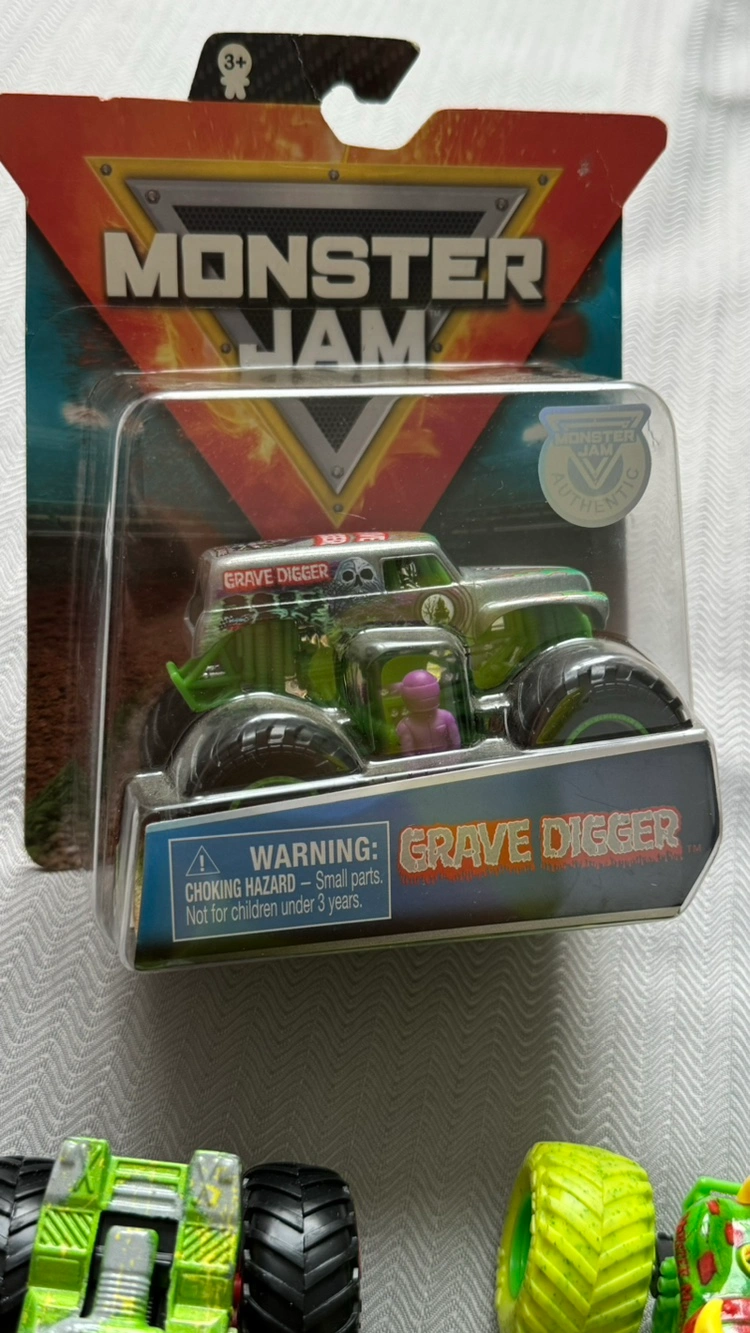 3+
MONSTER
JAM
MONSTER
JAM
AUTHENTIC
GRAVE DIGGER
WARNING:
CHOKING HAZARD – Small parts.
Not for children under 3 years.
GRAVE DIGGER™